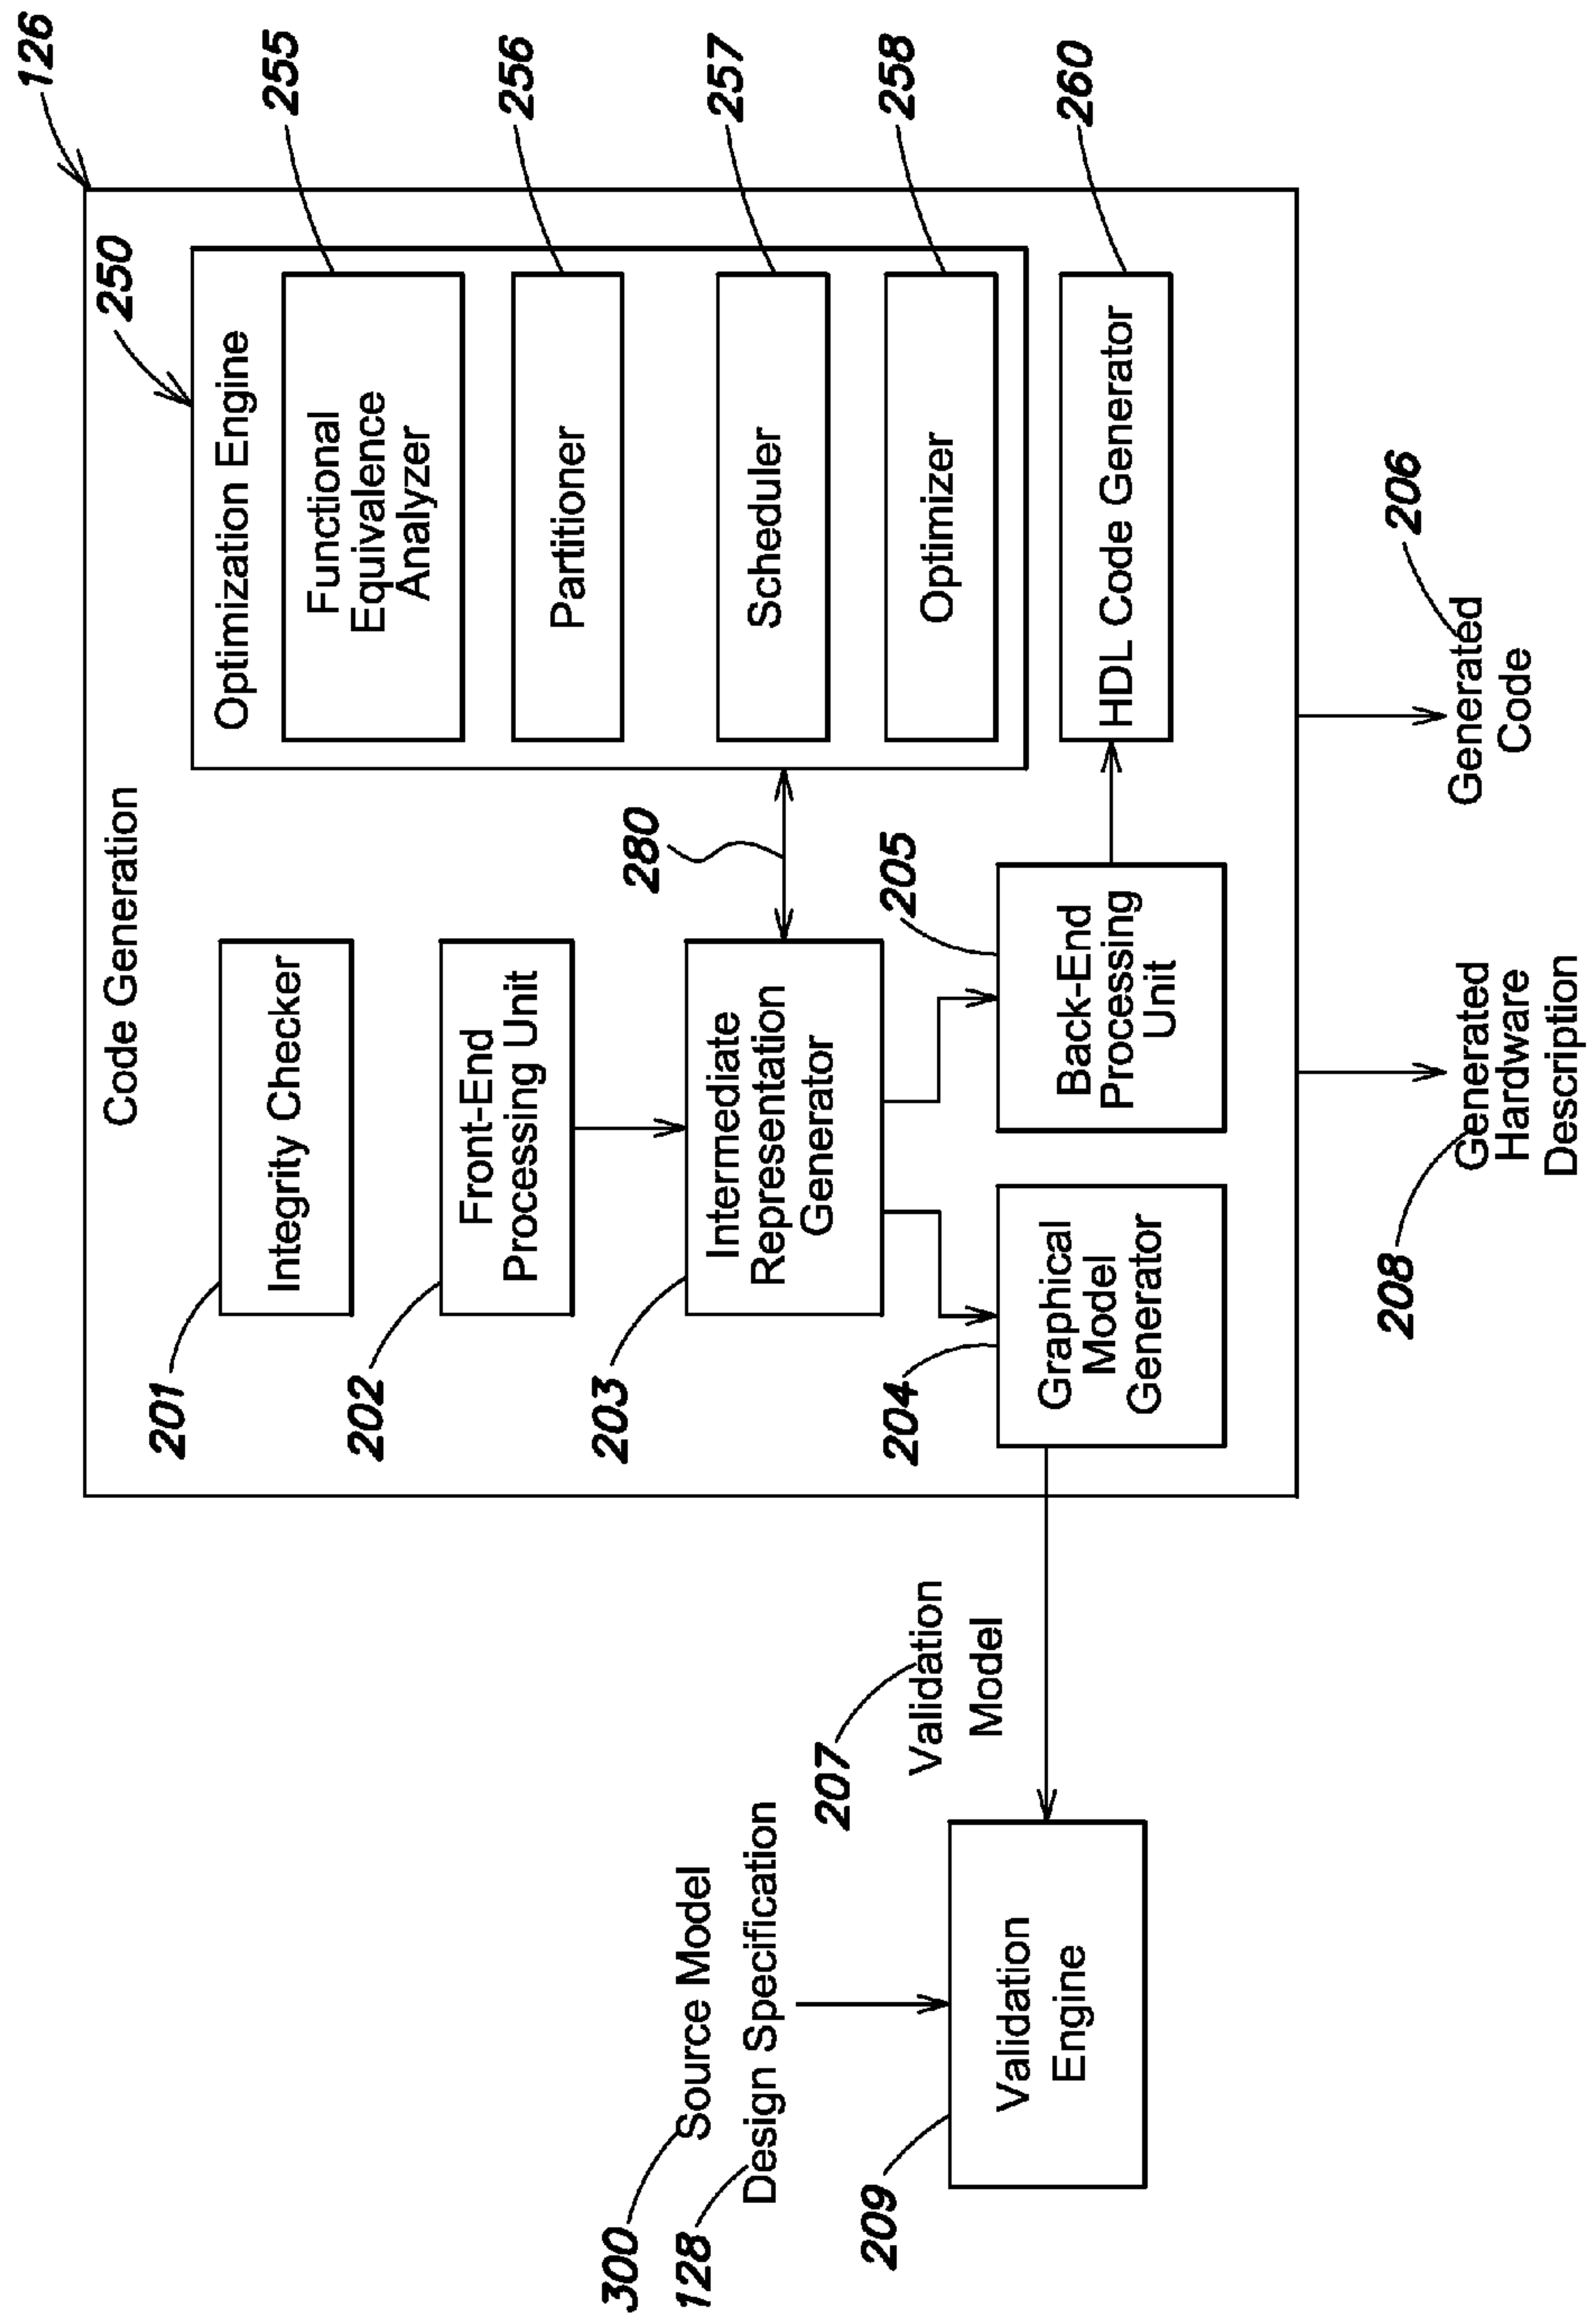 126
Code Generation
250
Optimization Engine
255
Functional
Equivalence
Analyzer
256
Partitioner
257
Scheduler
258
Optimizer
260
HDL Code Generator
201
Integrity Checker
202
Front-End
Processing Unit
280
203
Intermediate
Representation
Generator
204
Graphical
Model
Generator
205
Back-End
Processing
Unit
300
Source Model
128
Design Specification
207
Validation
Model
209
Validation
Engine
208
Generated
Hardware
Description
206
Generated
Code